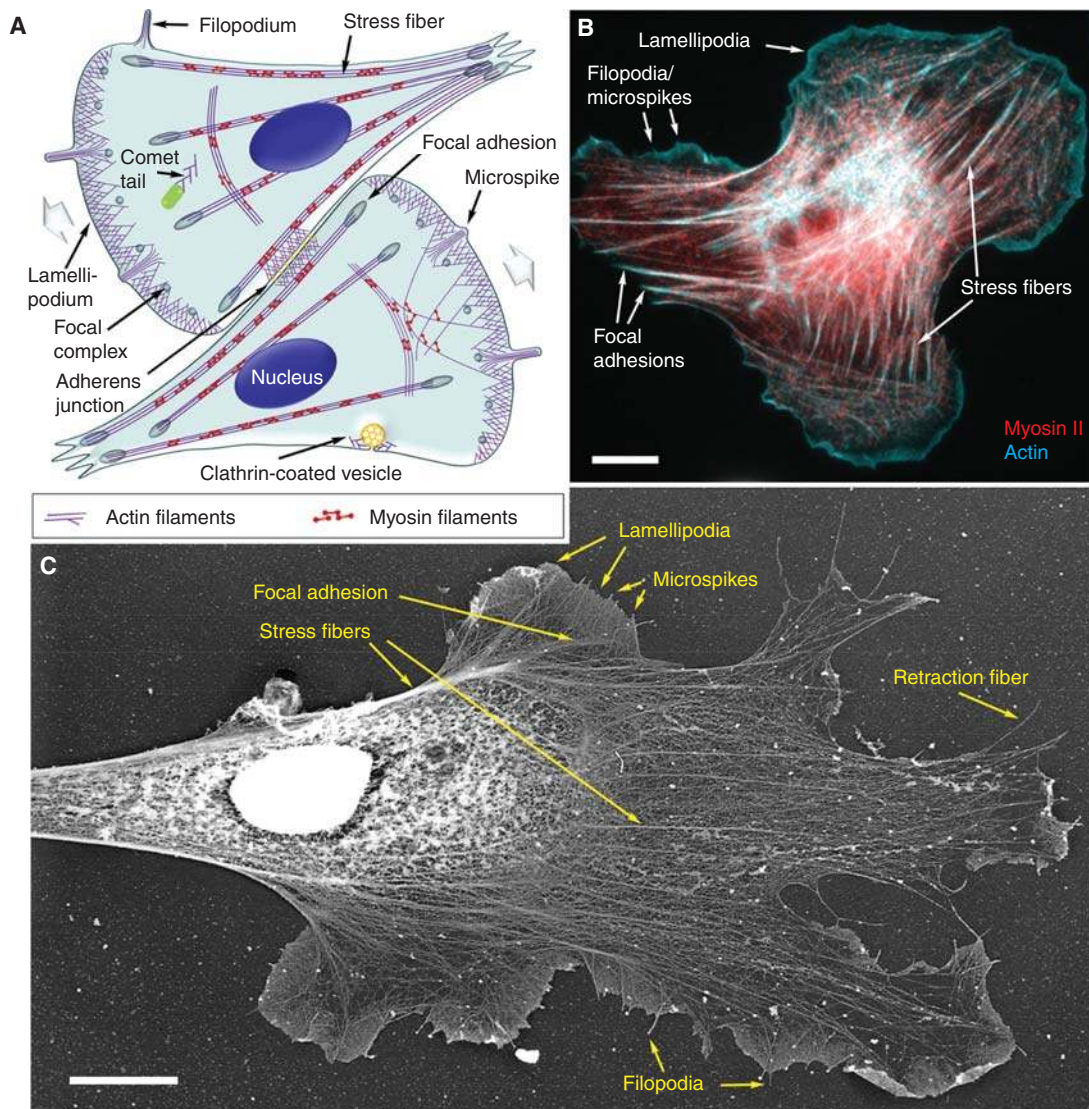 A
Filopodium
Stress fiber
Comet
tail
Focal adhesion
Microspike
Lamelli-
podium
Focal
complex
Adherens
junction
Nucleus
Clathrin-coated vesicle
Actin filaments
Myosin filaments
B
Lamellipodia
Filopodia/
microspikes
Stress fibers
Focal
adhesions
Myosin II
Actin
C
Lamellipodia
Microspikes
Focal adhesion
Stress fibers
Retraction fiber
Filopodia